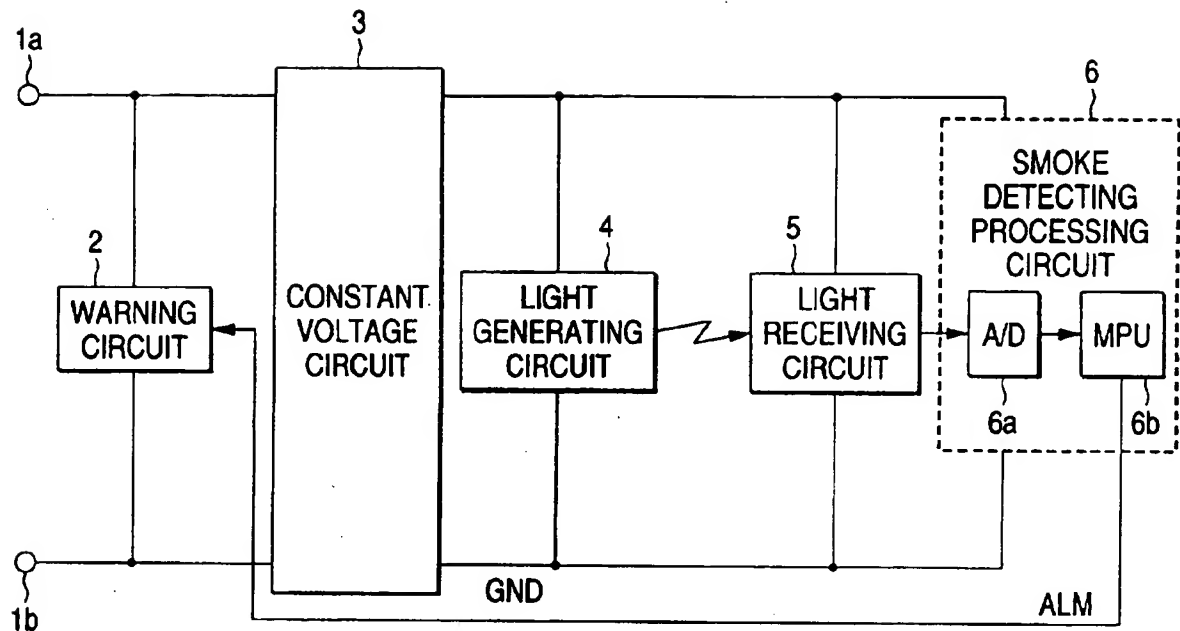 1a
3
6
SMOKE
DETECTING
PROCESSING
CIRCUIT
2
WARNING
CIRCUIT
CONSTANT
VOLTAGE
CIRCUIT
4
LIGHT
GENERATING
CIRCUIT
5
LIGHT
RECEIVING
CIRCUIT
A/D
MPU
6a
6b
1b
GND
ALM